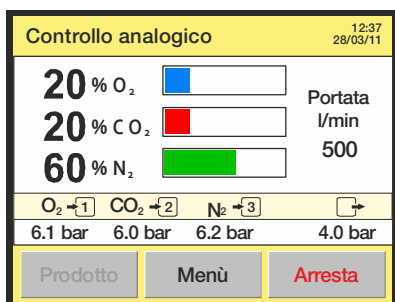 Controllo analogico
12:37
28/03/11
20 % O₂
20 % CO₂
60 % N₂
Portata
l/min
500
O₂ 1 CO₂ 2 N₂ 3
6.1 bar 6.0 bar 6.2 bar 4.0 bar
Prodotto Menù Arresta